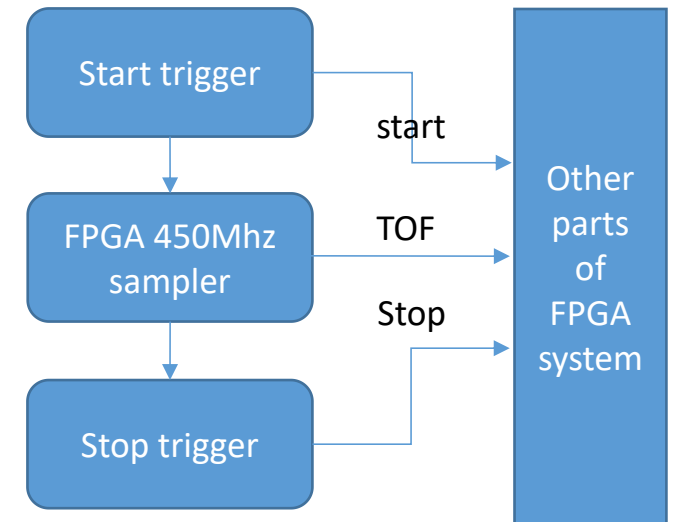 Start trigger
start
FPGA 450Mhz
sampler
TOF
Stop
Stop trigger
Other
parts
of
FPGA
system